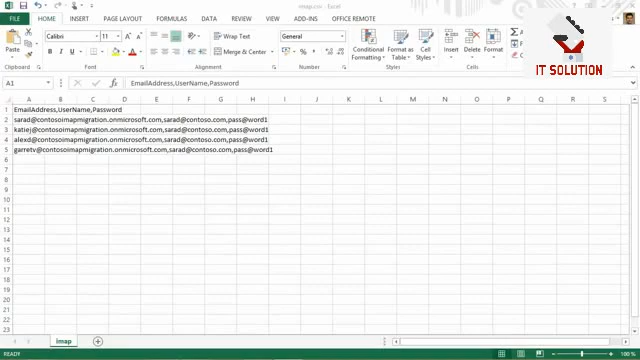 imap.csv - Excel
FILE HOME INSERT PAGE LAYOUT FORMULAS DATA REVIEW VIEW ADD-INS OFFICE REMOTE
Paste
Calibri 11
B I U
Wrap Text
Merge & Center
General
Conditional Formatting
Format as Table
Cell Styles
Insert Delete
Clipboard Font Alignment Number Styles Cells
IT SOLUTION
A1 fx EmailAddress,UserName,Password
A B C D E F G H I J K L M N O P Q R S
1 EmailAddress,UserName,Password
2 sarad@contosoimapmigration.onmicrosoft.com,sarad@contoso.com,pass@word1
3 katiej@contosoimapmigration.onmicrosoft.com,sarad@contoso.com,pass@word1
4 alexd@contosoimapmigration.onmicrosoft.com,sarad@contoso.com,pass@word1
5 garretv@contosoimapmigration.onmicrosoft.com,sarad@contoso.com,pass@word1
6
7
8
9
10
11
12
13
14
15
16
17
18
19
20
21
22
23
imap
READY 100 %